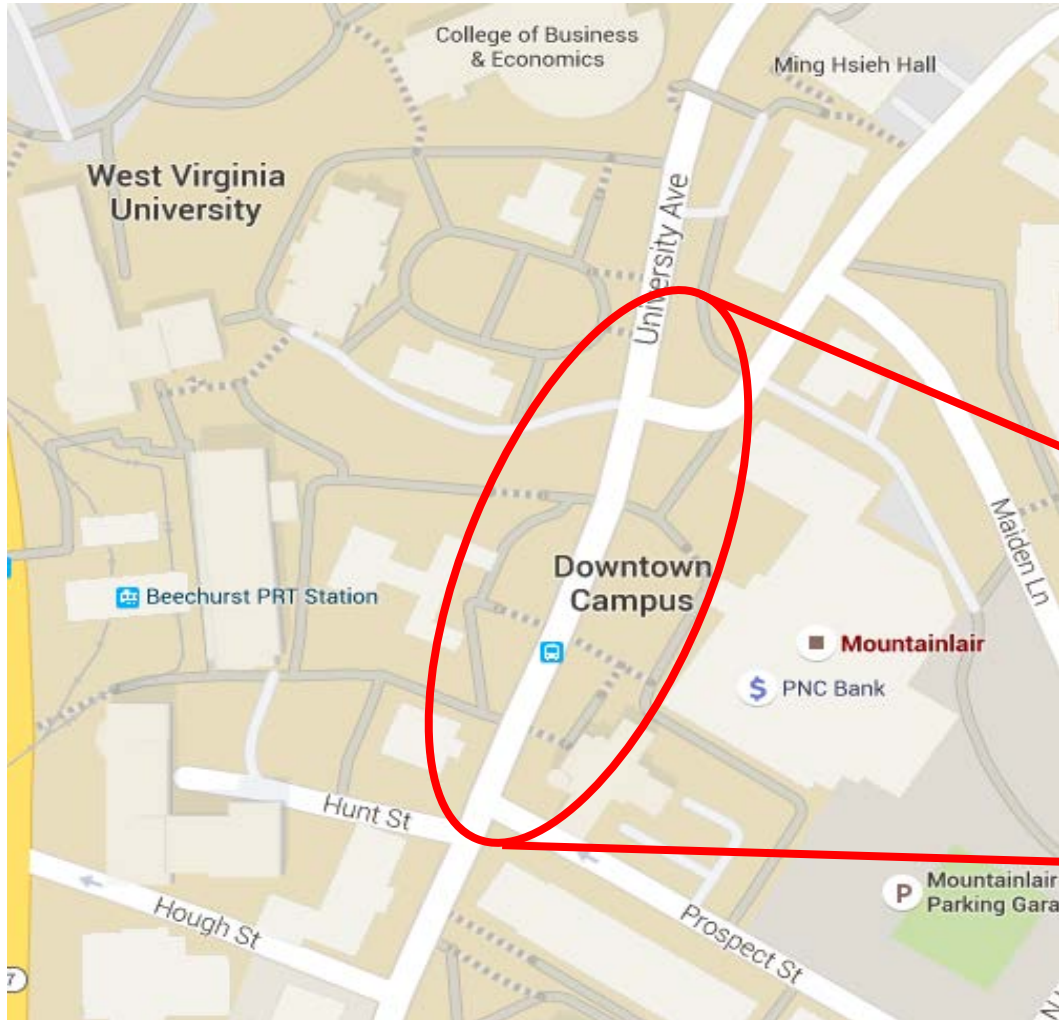 College of Business
& Economics
Ming Hsieh Hall
West Virginia
University
University Ave
Maiden Ln
Downtown
Campus
Beechurst PRT Station
Mountainlair
$ PNC Bank
Hunt St
Mountainlair
P Parking Gara
Hough St
Prospect St
7